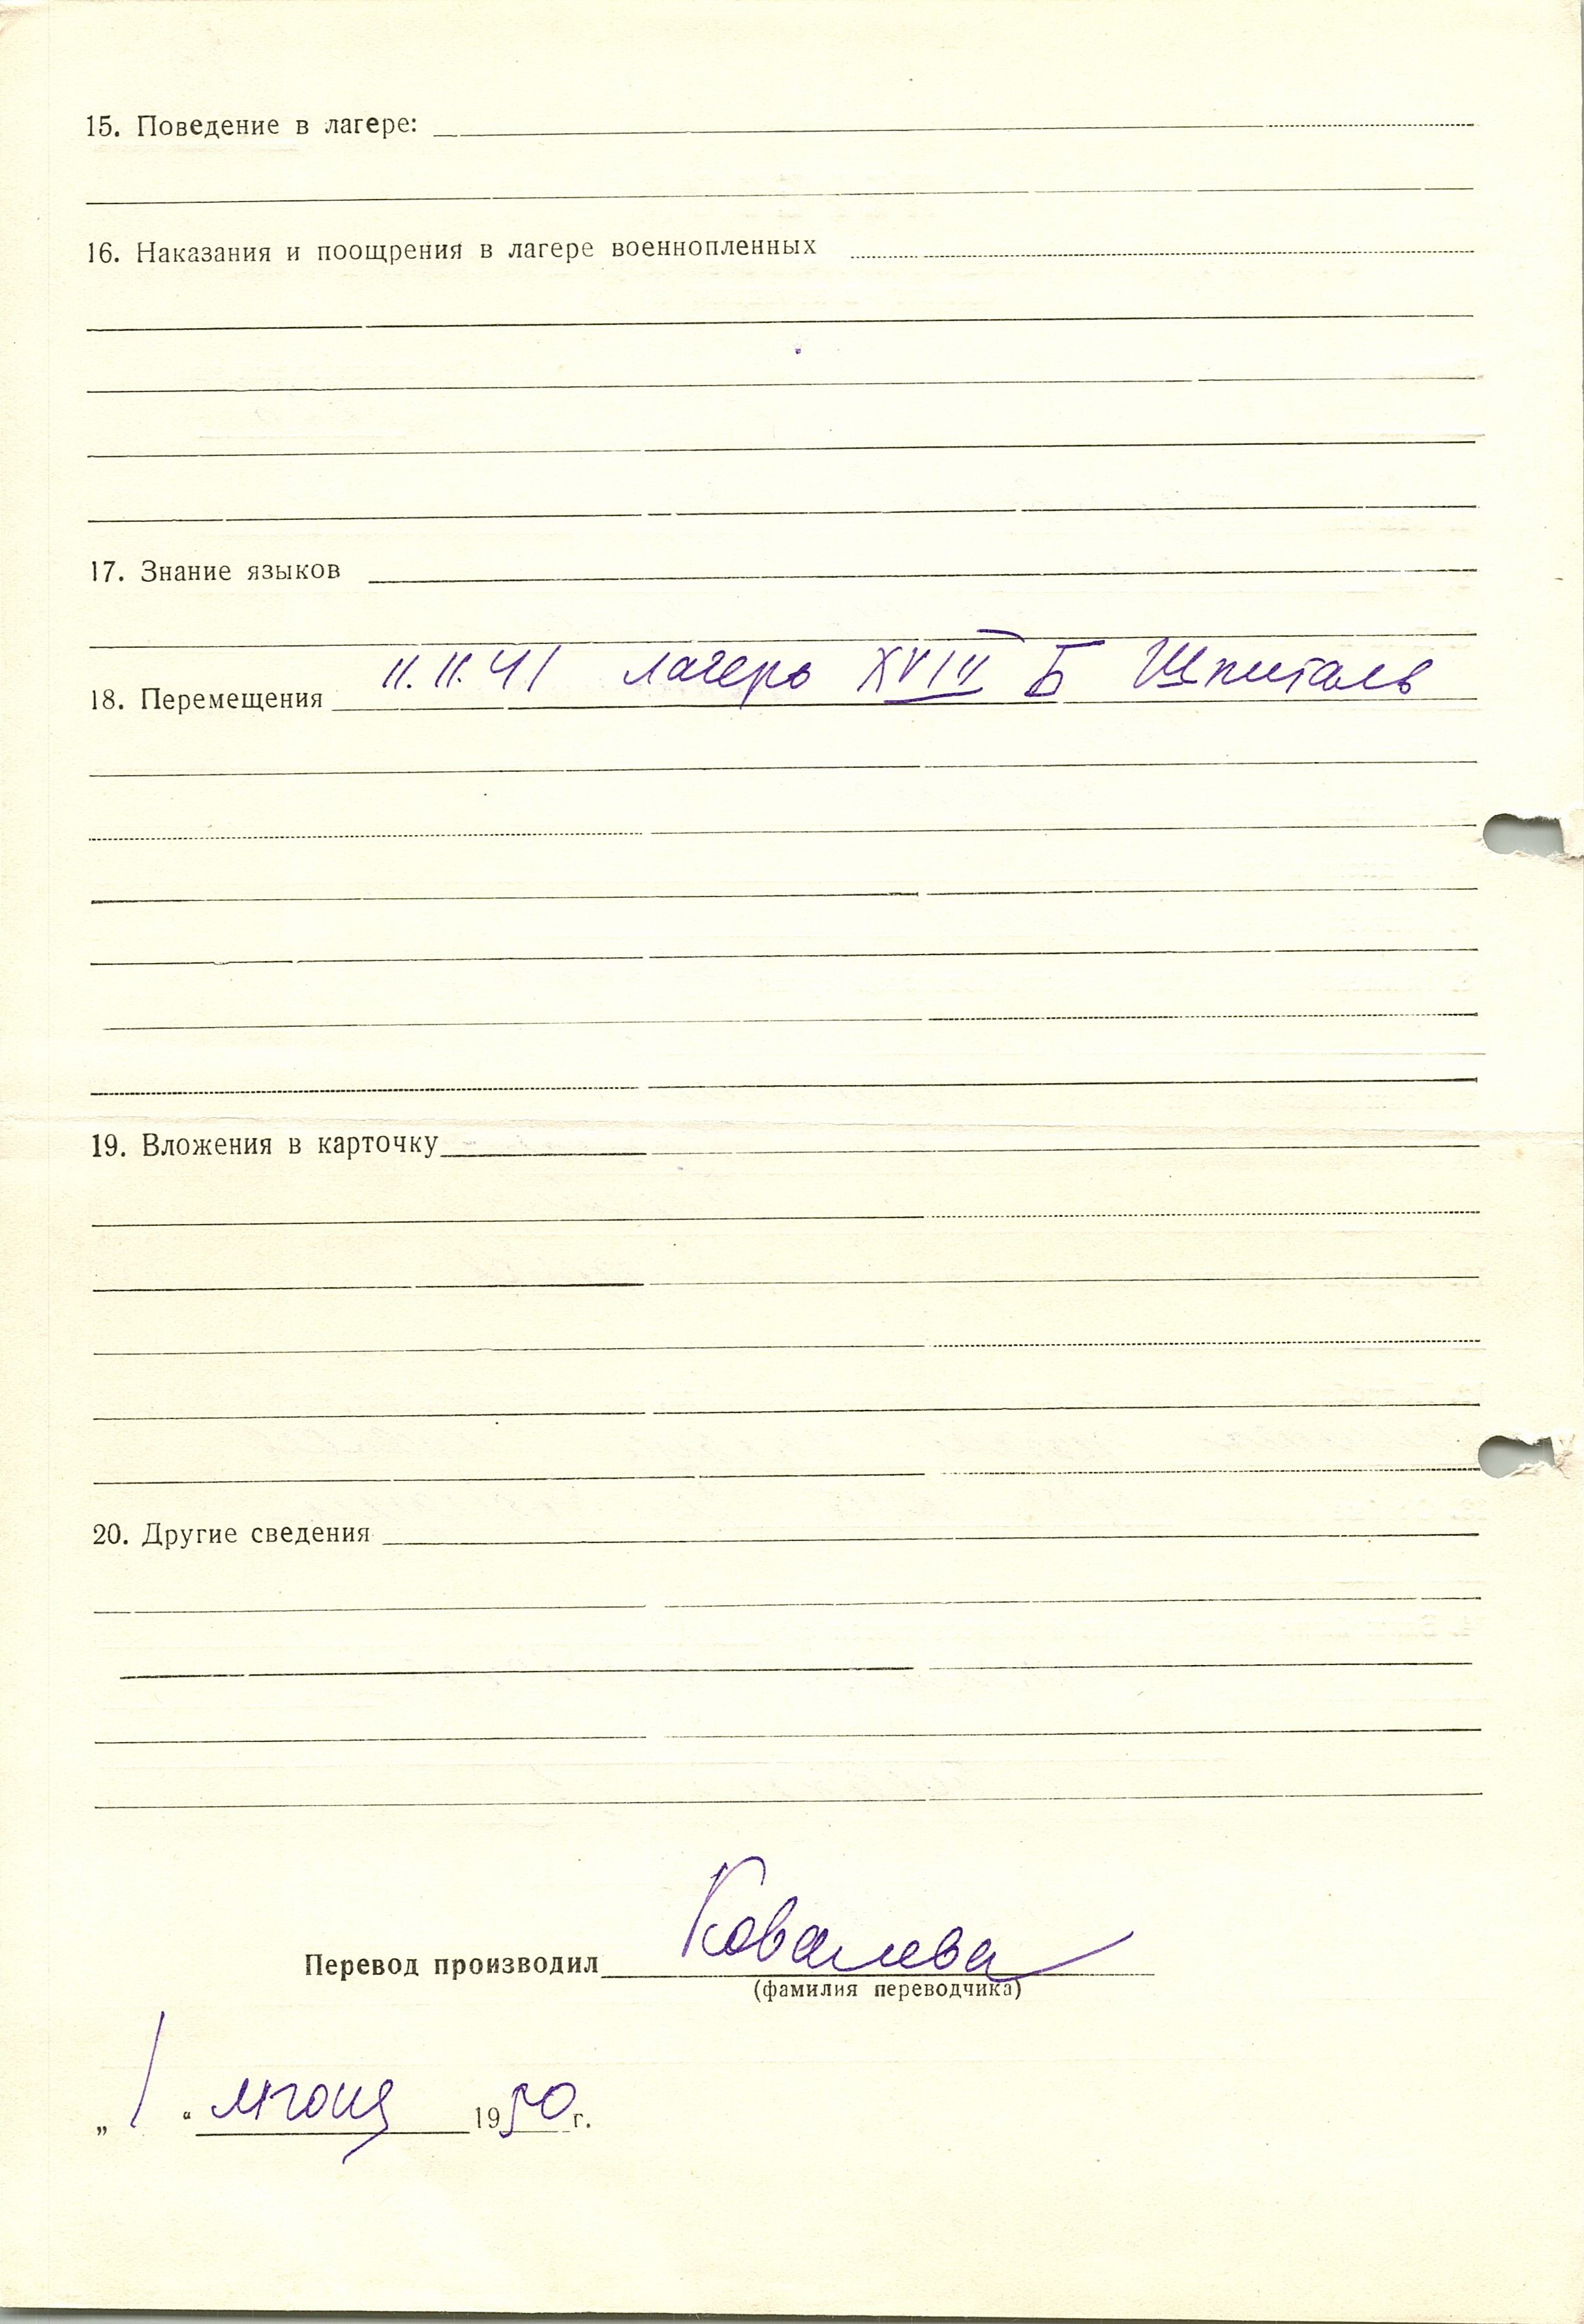 15. Поведение в лагере:
16. Наказания и поощрения в лагере военнопленных
17. Знание языков
18. Перемещения 11.11.41 лагерь XVIII Б Шпиталь
19. Вложения в карточку
20. Другие сведения
Перевод производил Ковалева
(фамилия переводчика)
„ 1 “ июня 1950 г.